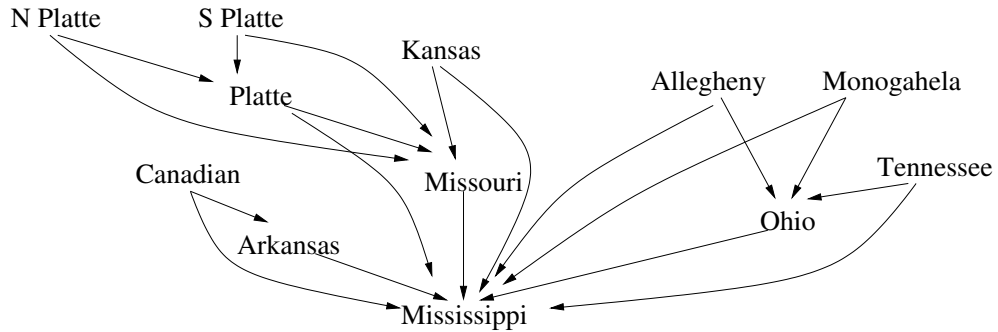 N Platte
S Platte
Kansas
Allegheny
Monogahela
Platte
Canadian
Missouri
Tennessee
Ohio
Arkansas
Mississippi